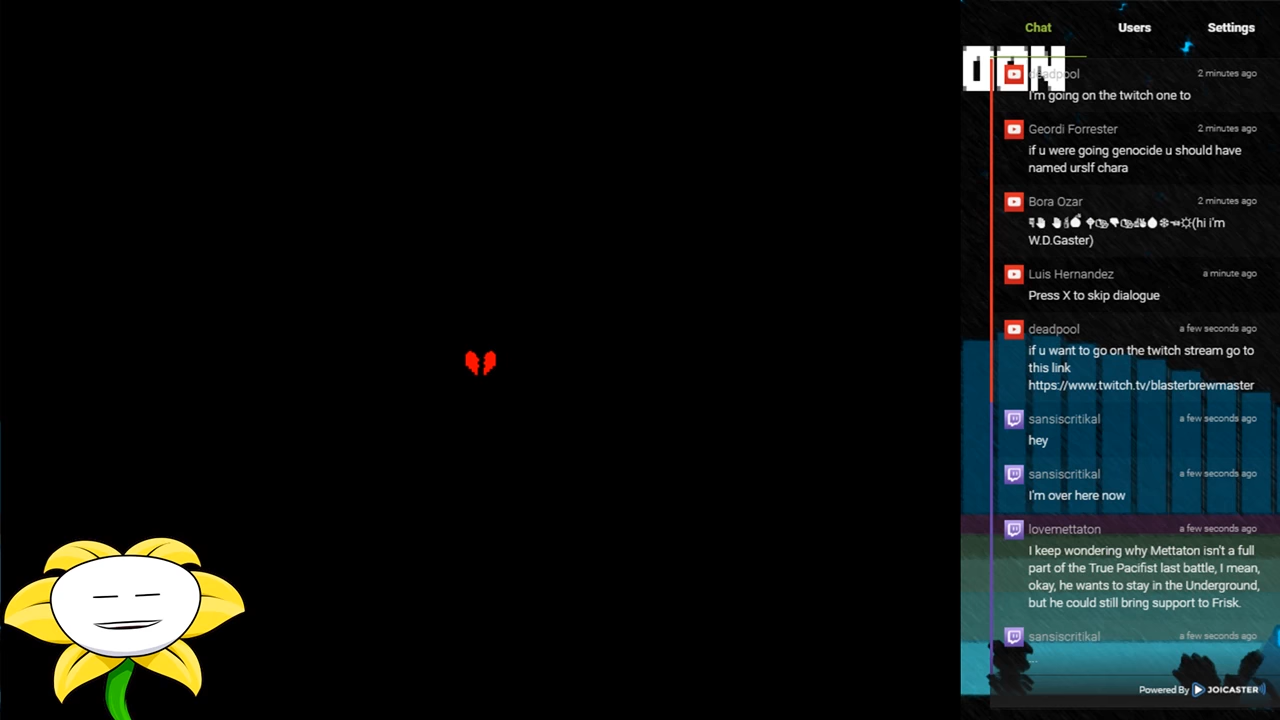 Chat Users Settings
deadpool 2 minutes ago
I'm going on the twitch one to
Geordi Forrester 2 minutes ago
if u were going genocide u should have
named urslf chara
Bora Ozar 2 minutes ago
(hi i'm
W.D.Gaster)
Luis Hernandez a minute ago
Press X to skip dialogue
deadpool a few seconds ago
if u want to go on the twitch stream go to
this link
https://www.twitch.tv/blasterbrewmaster
sansiscritikal a few seconds ago
hey
sansiscritikal a few seconds ago
I'm over here now
lovemettaton a few seconds ago
I keep wondering why Mettaton isn't a full
part of the True Pacifist last battle, I mean,
okay, he wants to stay in the Underground,
but he could still bring support to Frisk.
sansiscritikal a few seconds ago
...
Powered By JOICASTER